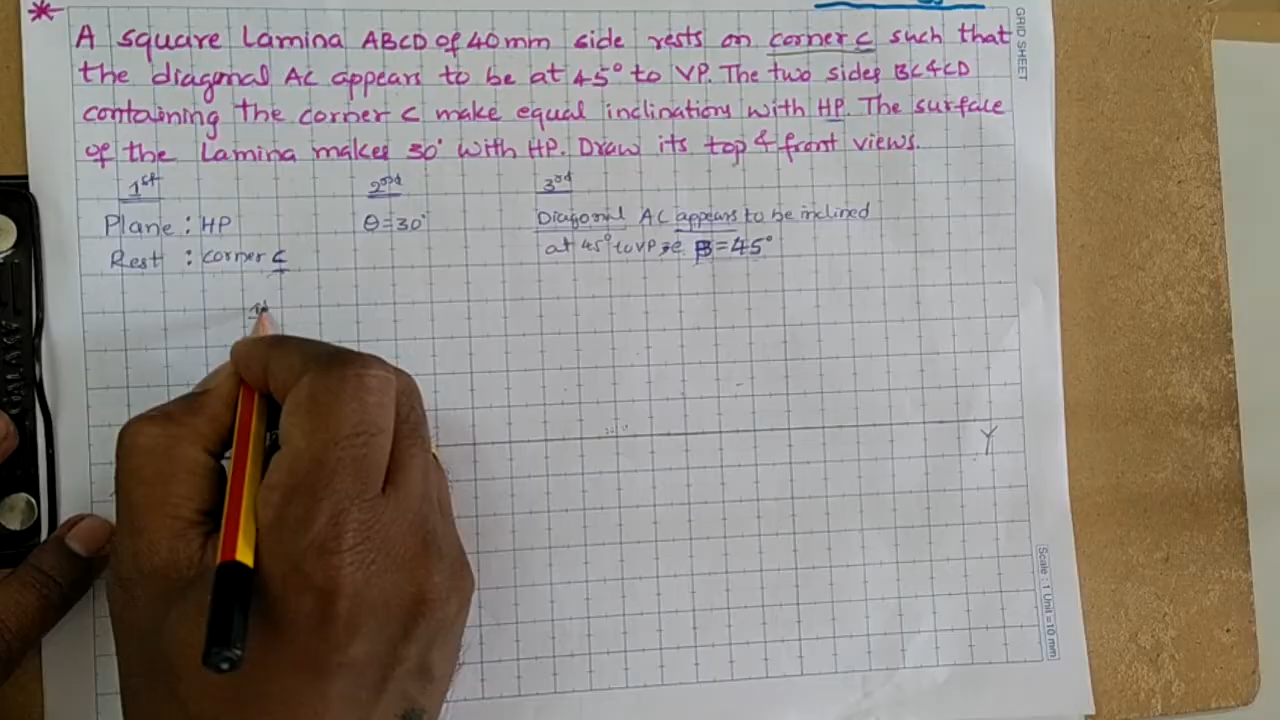 A square Lamina ABCD of 40mm side rests on corner C such that
the diagonal AC appears to be at 45° to VP. The two sides BC & CD
containing the corner C make equal inclinations with HP. The surface
of the Lamina makes 30° with HP. Draw its top & front views.
1st 2nd 3rd
Plane : HP θ=30° Diagonal AC appears to be inclined
Rest : corner C at 45° to VP ie β=45°
Y
GRID SHEET
Scale : 1 Unit = 10 mm